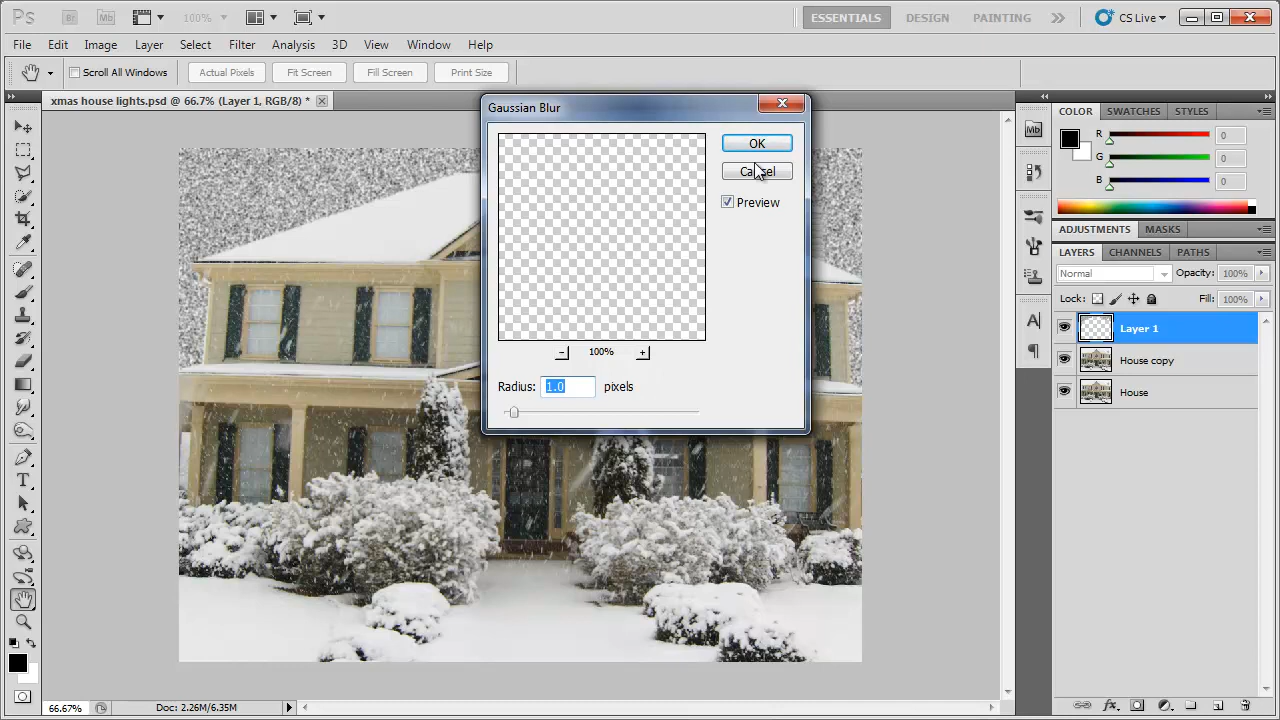 Ps Br Mb 100% ESSENTIALS DESIGN PAINTING CS Live
File Edit Image Layer Select Filter Analysis 3D View Window Help
Scroll All Windows Actual Pixels Fit Screen Fill Screen Print Size
xmas house lights.psd @ 66.7% (Layer 1, RGB/8) *
Gaussian Blur
OK
Cancel
Preview
100%
Radius: 1.0 pixels
Mb
COLOR SWATCHES STYLES
R 0
G 0
B 0
ADJUSTMENTS MASKS
LAYERS CHANNELS PATHS
Normal Opacity: 100%
Lock: Fill: 100%
Layer 1
House copy
House
66.67% Doc: 2.26M/6.35M